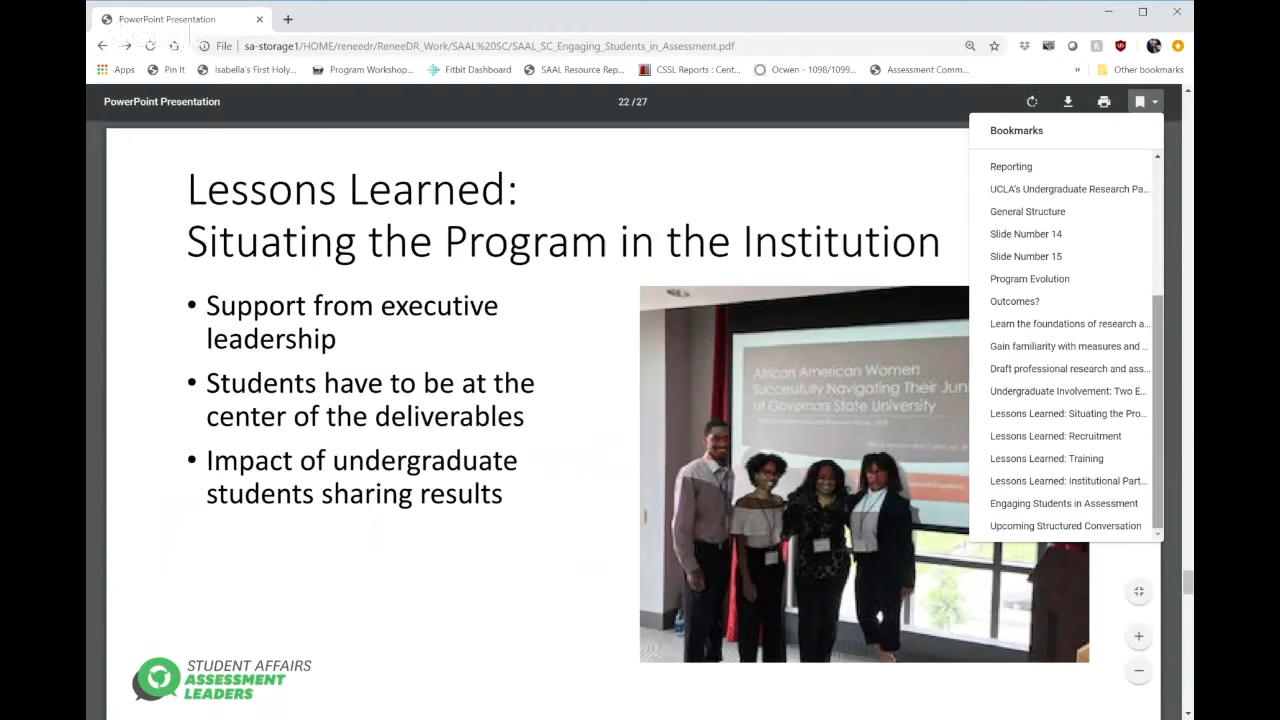 PowerPoint Presentation
File
sa-storage1/HOME/reneedr/ReneeDR_Work/SAAL%20SC/SAAL_SC_Engaging_Students_in_Assessment.pdf
Apps
Pin It
Isabella's First Holy...
Program Workshop...
Fitbit Dashboard
SAAL Resource Rep...
CSSL Reports : Cent...
Ocwen - 1098/1099...
Assessment Comm...
»
Other bookmarks
PowerPoint Presentation
22 / 27
Bookmarks
Reporting
UCLA's Undergraduate Research Pa...
General Structure
Slide Number 14
Slide Number 15
Program Evolution
Outcomes?
Learn the foundations of research a...
Gain familiarity with measures and ...
Draft professional research and ass...
Undergraduate Involvement: Two E...
Lessons Learned: Situating the Pro...
Lessons Learned: Recruitment
Lessons Learned: Training
Lessons Learned: Institutional Part...
Engaging Students in Assessment
Upcoming Structured Conversation
Lessons Learned:
Situating the Program in the Institution
• Support from executive
leadership
• Students have to be at the
center of the deliverables
• Impact of undergraduate
students sharing results
African American Women
Successfully Navigating Their Jun
at Governors State University
STUDENT AFFAIRS
ASSESSMENT
LEADERS